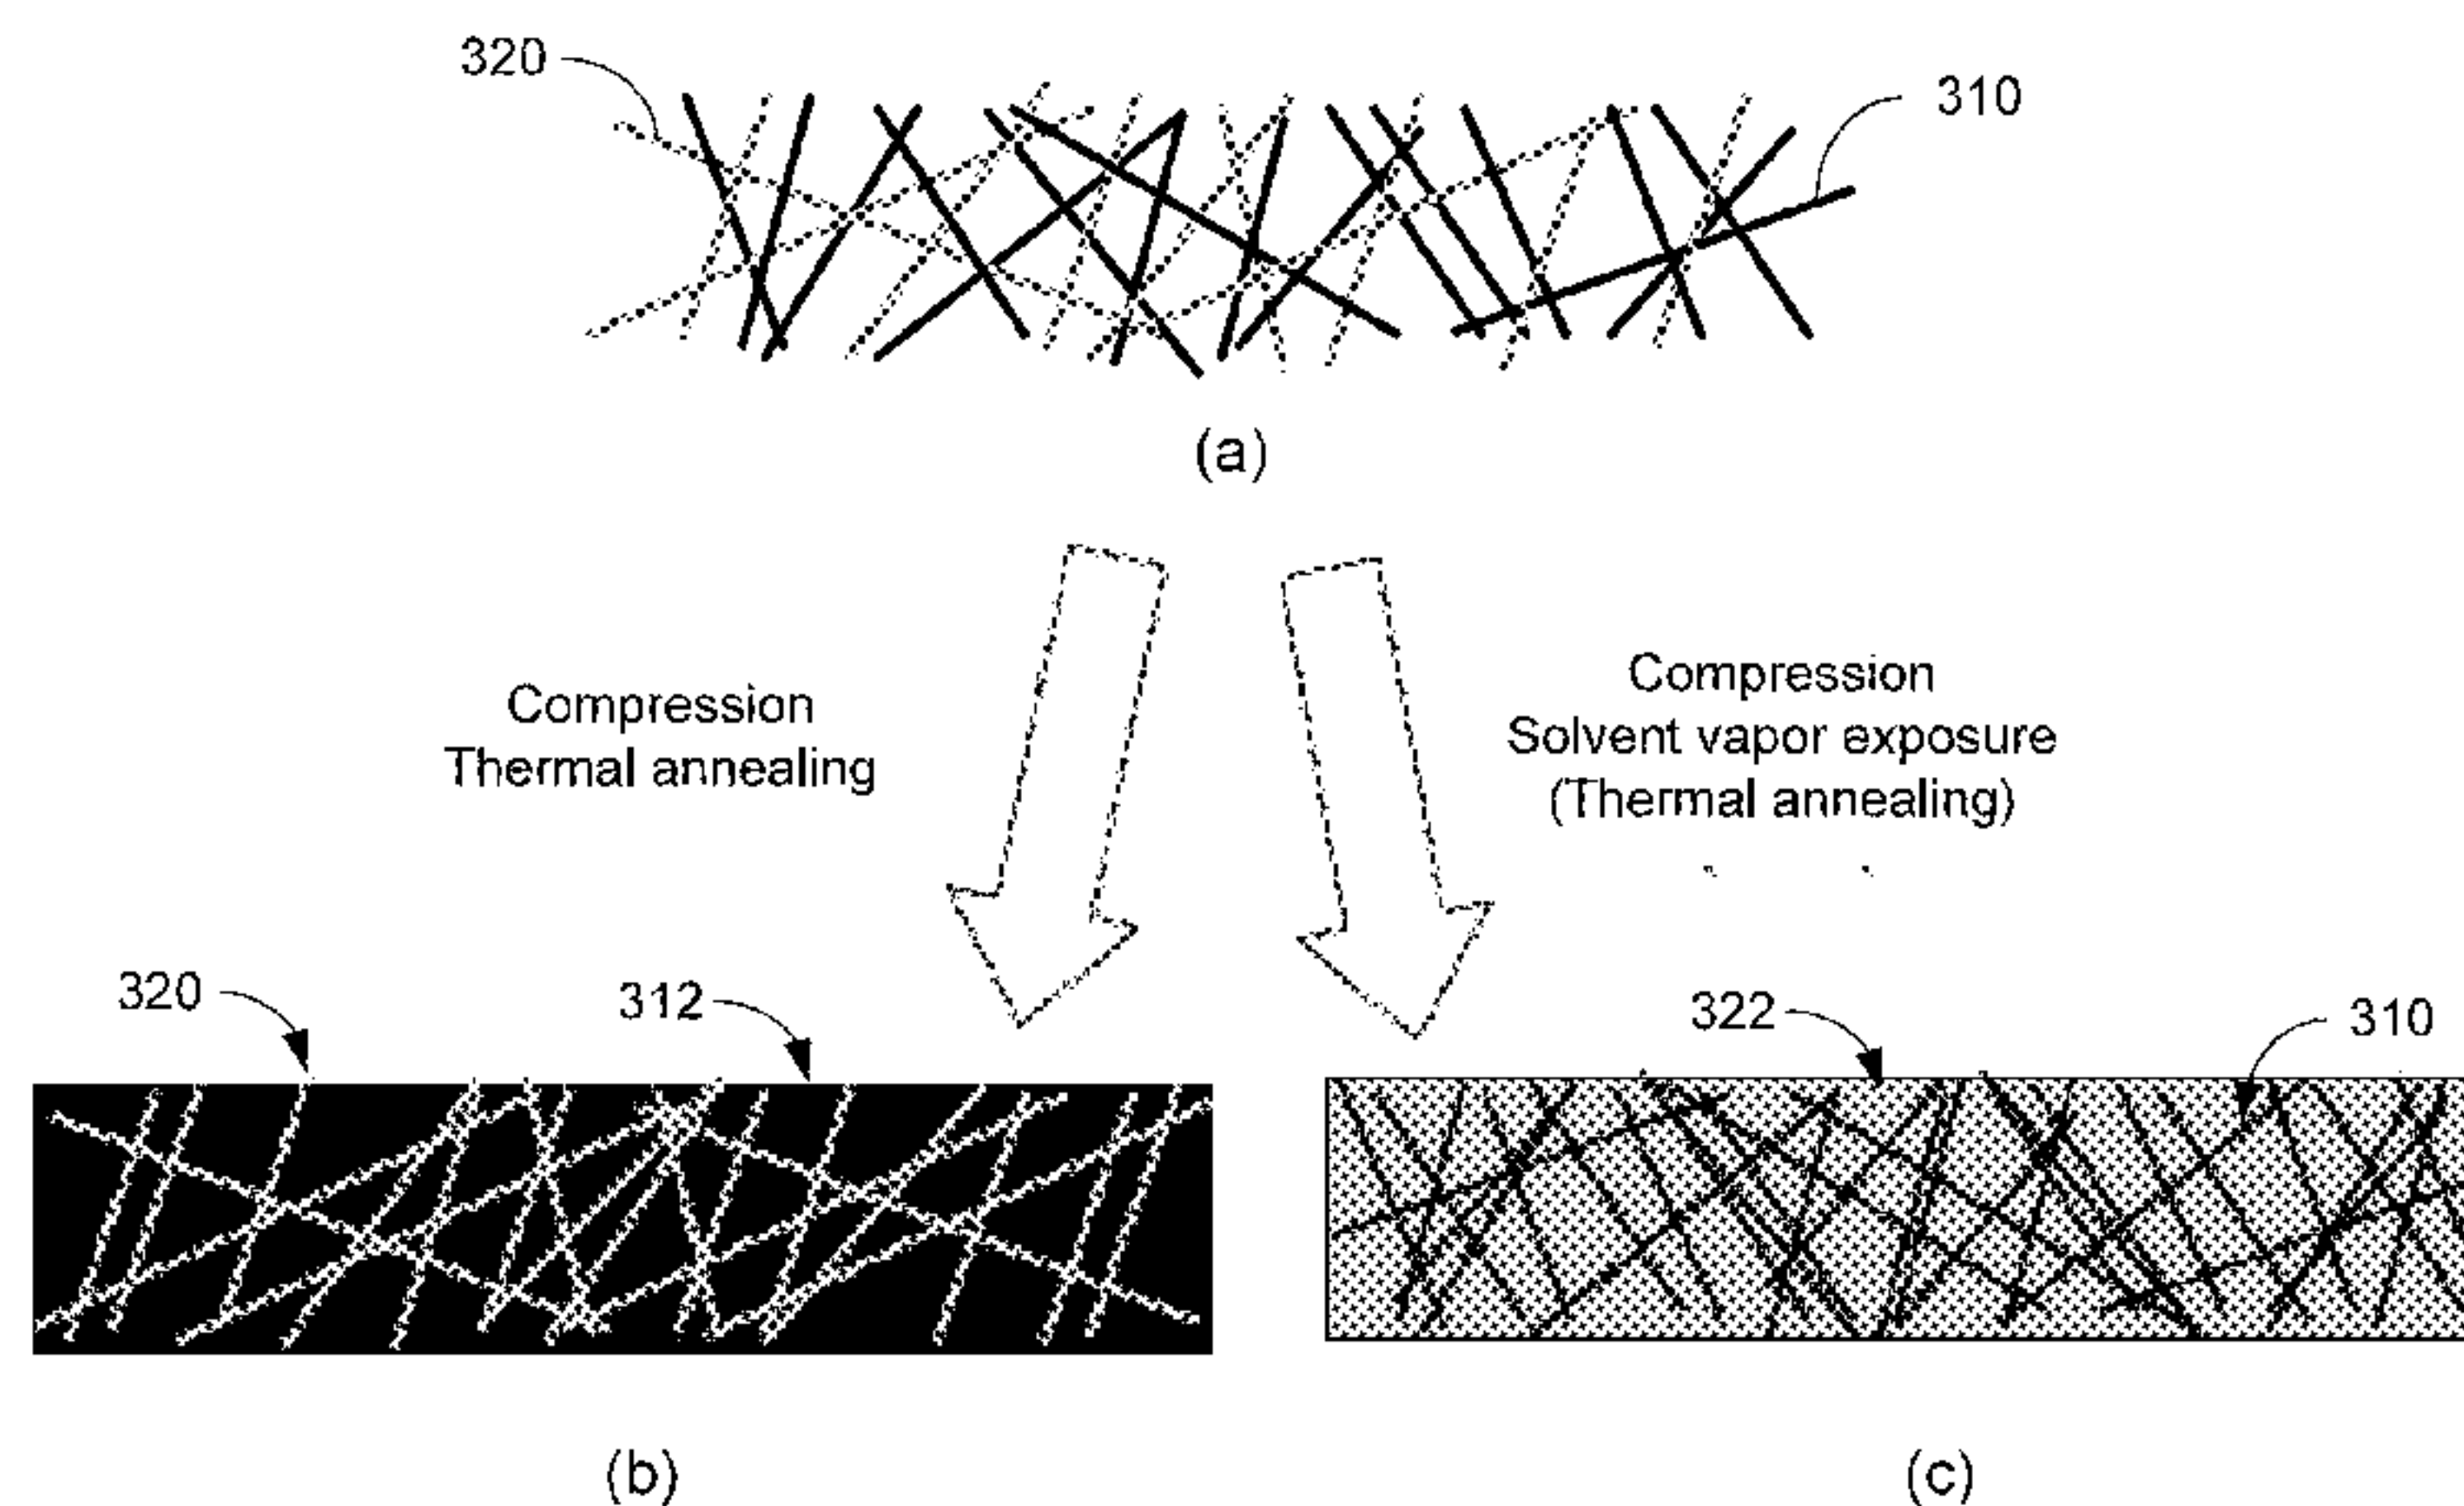 320
310
(a)
Compression
Thermal annealing
Compression
Solvent vapor exposure
(Thermal annealing)
320
312
322
310
(b)
(c)